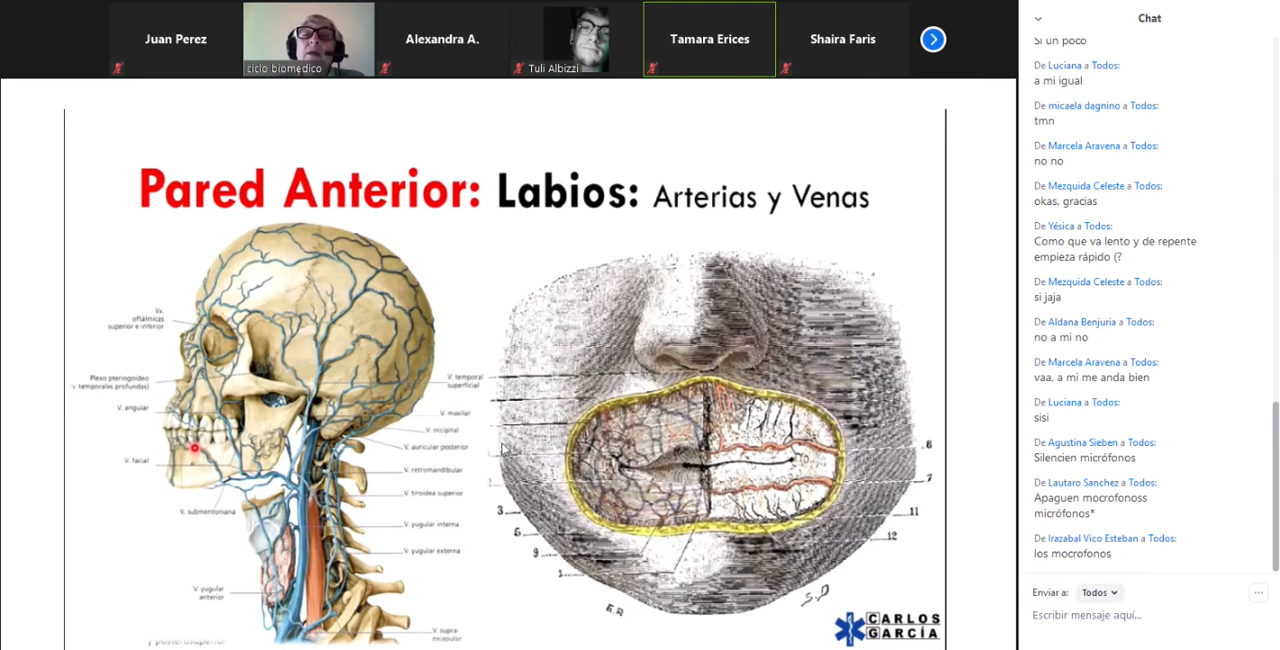 Juan Perez
ciclo biomedico
Alexandra A.
Tuli Albizzi
Tamara Erices
Shaira Faris
Pared Anterior: Labios: Arterias y Venas
Vv.
oftálmicas
superior e inferior
Plexo pterigoideo
(v temporales profundas)
V. angular
V. facial
V. submentoniana
V. yugular
anterior
y posterosuperior
V. temporal
superficial
V. maxilar
V. occipital
V. auricular posterior
V. retromandibular
V. tiroidea superior
V. yugular interna
V. yugular externa
V. supra-
escapular
3
5
9
1
8
7
11
12
S.D
CARLOS
GARCÍA
Chat
Si un poco
De Luciana a Todos:
a mi igual
De micaela dagnino a Todos:
tmn
De Marcela Aravena a Todos:
no no
De Mezquida Celeste a Todos:
okas, gracias
De Yésica a Todos:
Como que va lento y de repente
empieza rápido (?
De Mezquida Celeste a Todos:
si jaja
De Aldana Benjuria a Todos:
no a mi no
De Marcela Aravena a Todos:
vaa, a mi me anda bien
De Luciana a Todos:
sisi
De Agustina Sieben a Todos:
Silencien micrófonos
De Lautaro Sanchez a Todos:
Apaguen mocrofonoss
micrófonos*
De Irazabal Vico Esteban a Todos:
los mocrofonos
Enviar a: Todos
Escribir mensaje aquí...